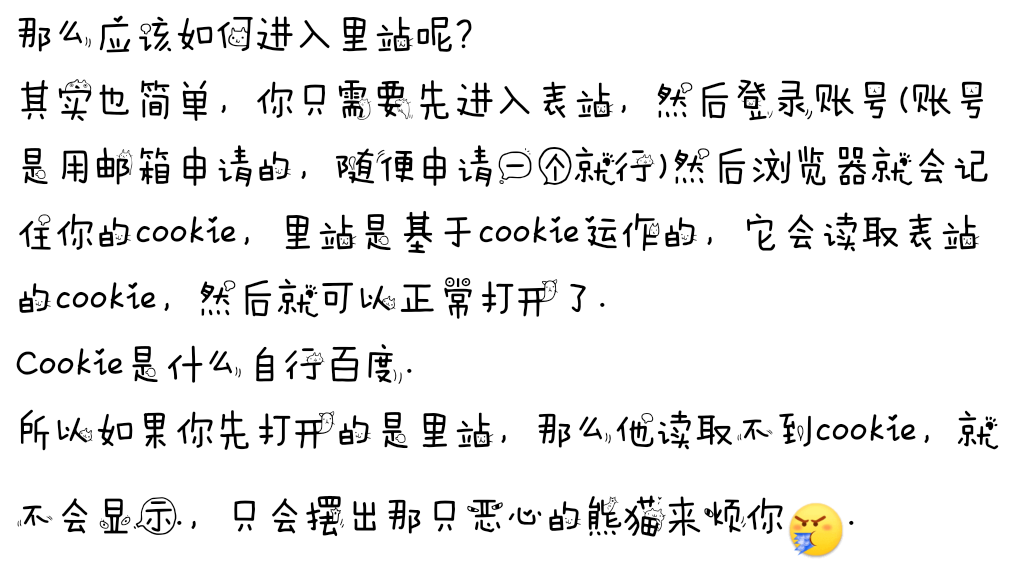 那么应该如何进入里站呢?
其实也简单，你只需要先进入表站，然后登录账号(账号
是用邮箱申请的，随便申请一个就行)然后浏览器就会记
住你的cookie，里站是基于cookie运作的，它会读取表站
的cookie，然后就可以正常打开了.
Cookie是什么自行百度.
所以如果你先打开的是里站，那么他读取不到cookie，就
不会显示.，只会摆出那只恶心的熊猫来烦你.